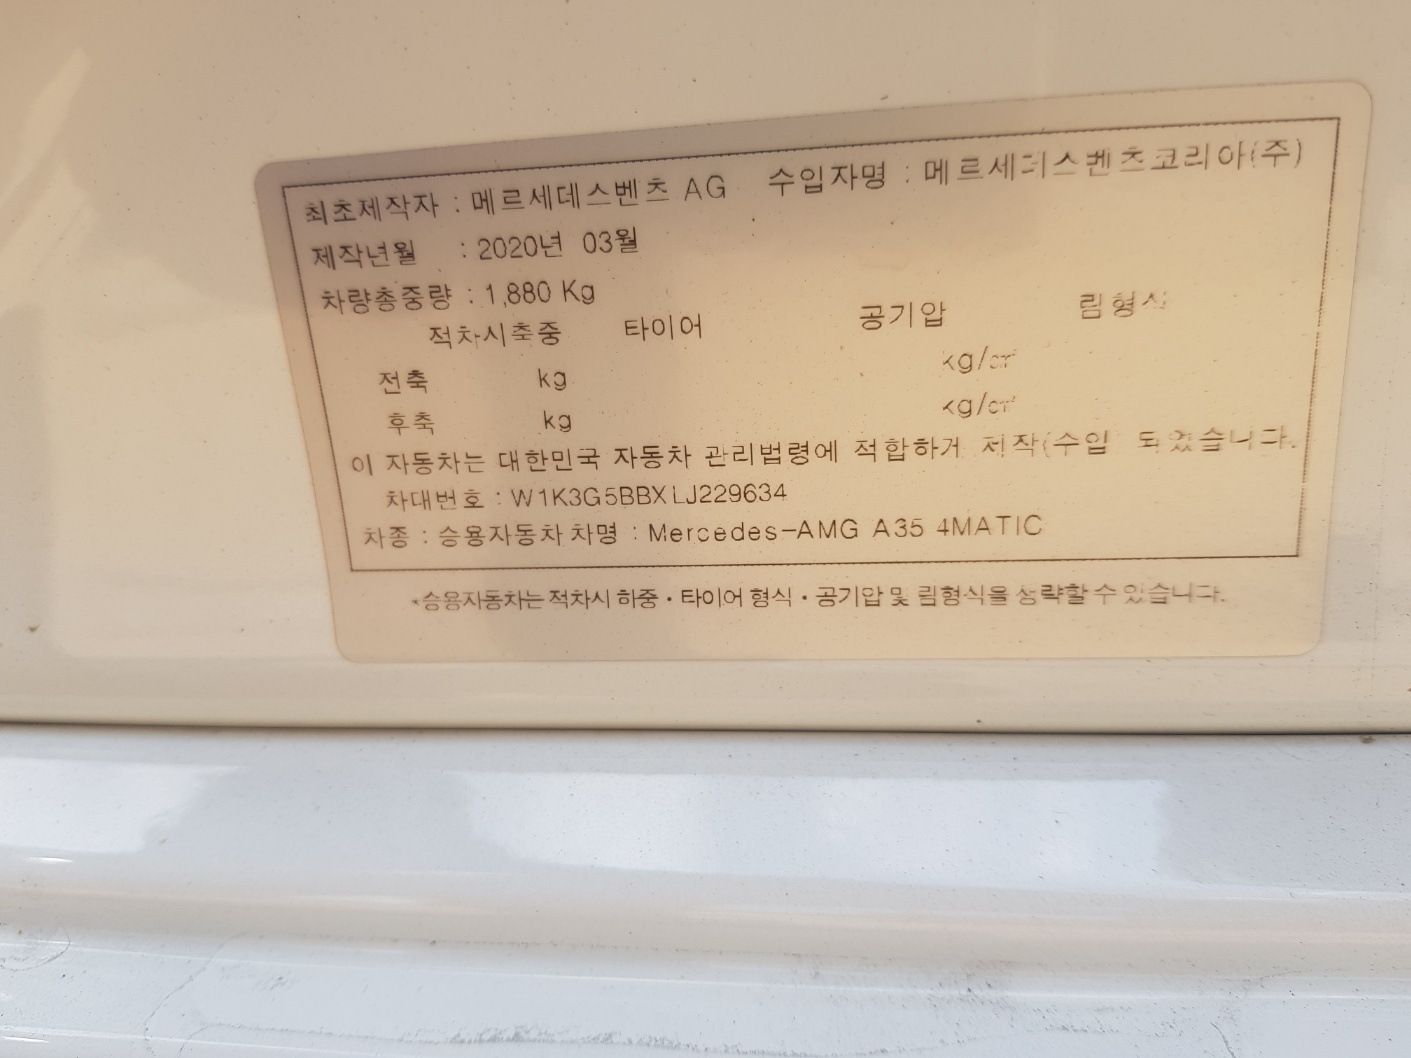 최초제작자 : 메르세데스벤츠 AG 수입자명 : 메르세데스벤츠코리아(주)
제작년월 : 2020년 03월
차량총중량 : 1,880 Kg
적차시축중 타이어 공기압 림형식
전축 kg kg/㎠
후축 kg kg/㎠
이 자동차는 대한민국 자동차 관리법령에 적합하게 제작(수입 되었습니다.
차대번호 : W1K3G5BBXLJ229634
차종 : 승용자동차 차명 : Mercedes-AMG A35 4MATIC
*승용자동차는 적차시 하중・타이어 형식・공기압 및 림형식을 생략할 수 있습니다.